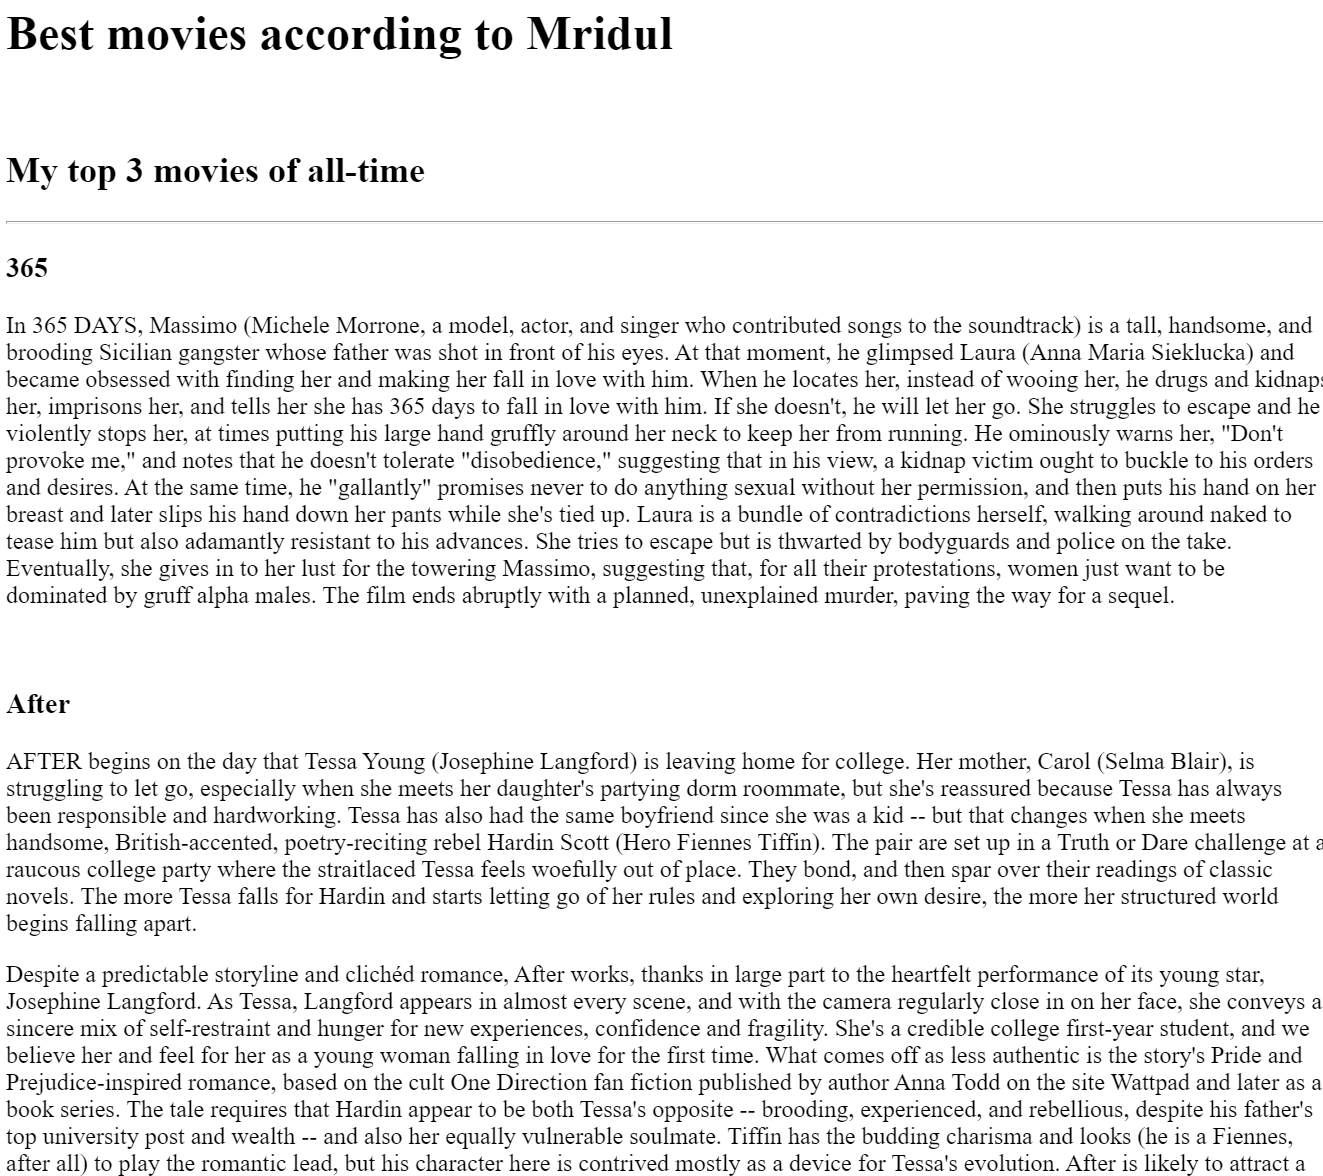 Best movies according to Mridul
My top 3 movies of all-time
365
In 365 DAYS, Massimo (Michele Morrone, a model, actor, and singer who contributed songs to the soundtrack) is a tall, handsome, and
brooding Sicilian gangster whose father was shot in front of his eyes. At that moment, he glimpsed Laura (Anna Maria Sieklucka) and
became obsessed with finding her and making her fall in love with him. When he locates her, instead of wooing her, he drugs and kidnaps
her, imprisons her, and tells her she has 365 days to fall in love with him. If she doesn't, he will let her go. She struggles to escape and he
violently stops her, at times putting his large hand gruffly around her neck to keep her from running. He ominously warns her, "Don't
provoke me," and notes that he doesn't tolerate "disobedience," suggesting that in his view, a kidnap victim ought to buckle to his orders
and desires. At the same time, he "gallantly" promises never to do anything sexual without her permission, and then puts his hand on her
breast and later slips his hand down her pants while she's tied up. Laura is a bundle of contradictions herself, walking around naked to
tease him but also adamantly resistant to his advances. She tries to escape but is thwarted by bodyguards and police on the take.
Eventually, she gives in to her lust for the towering Massimo, suggesting that, for all their protestations, women just want to be
dominated by gruff alpha males. The film ends abruptly with a planned, unexplained murder, paving the way for a sequel.
After
AFTER begins on the day that Tessa Young (Josephine Langford) is leaving home for college. Her mother, Carol (Selma Blair), is
struggling to let go, especially when she meets her daughter's partying dorm roommate, but she's reassured because Tessa has always
been responsible and hardworking. Tessa has also had the same boyfriend since she was a kid -- but that changes when she meets
handsome, British-accented, poetry-reciting rebel Hardin Scott (Hero Fiennes Tiffin). The pair are set up in a Truth or Dare challenge at a
raucous college party where the straitlaced Tessa feels woefully out of place. They bond, and then spar over their readings of classic
novels. The more Tessa falls for Hardin and starts letting go of her rules and exploring her own desire, the more her structured world
begins falling apart.
Despite a predictable storyline and clichéd romance, After works, thanks in large part to the heartfelt performance of its young star,
Josephine Langford. As Tessa, Langford appears in almost every scene, and with the camera regularly close in on her face, she conveys a
sincere mix of self-restraint and hunger for new experiences, confidence and fragility. She's a credible college first-year student, and we
believe her and feel for her as a young woman falling in love for the first time. What comes off as less authentic is the story's Pride and
Prejudice-inspired romance, based on the cult One Direction fan fiction published by author Anna Todd on the site Wattpad and later as a
book series. The tale requires that Hardin appear to be both Tessa's opposite -- brooding, experienced, and rebellious, despite his father's
top university post and wealth -- and also her equally vulnerable soulmate. Tiffin has the budding charisma and looks (he is a Fiennes,
after all) to play the romantic lead, but his character here is contrived mostly as a device for Tessa's evolution. After is likely to attract a